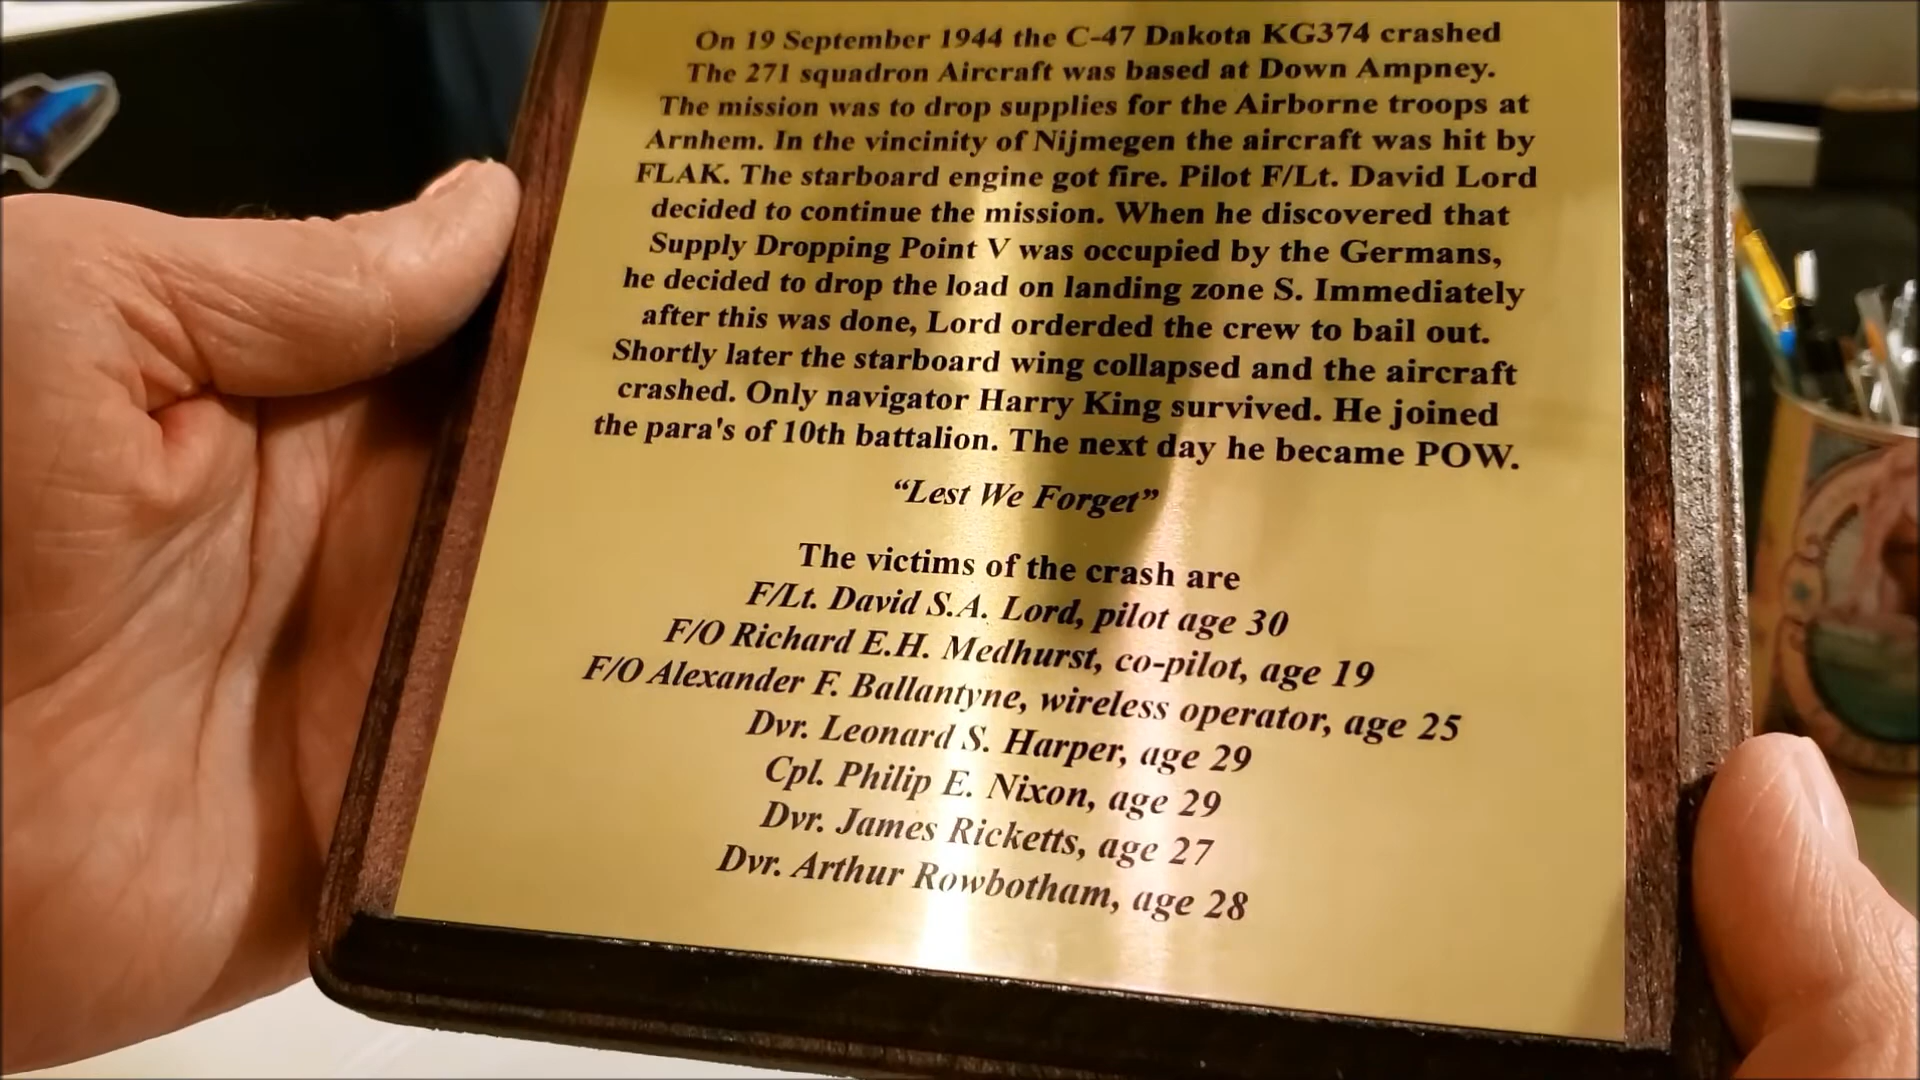 On 19 September 1944 the C-47 Dakota KG374 crashed
The 271 squadron Aircraft was based at Down Ampney.
The mission was to drop supplies for the Airborne troops at
Arnhem. In the vincinity of Nijmegen the aircraft was hit by
FLAK. The starboard engine got fire. Pilot F/Lt. David Lord
decided to continue the mission. When he discovered that
Supply Dropping Point V was occupied by the Germans,
he decided to drop the load on landing zone S. Immediately
after this was done, Lord orderded the crew to bail out.
Shortly later the starboard wing collapsed and the aircraft
crashed. Only navigator Harry King survived. He joined
the para's of 10th battalion. The next day he became POW.
“Lest We Forget”
The victims of the crash are
F/Lt. David S.A. Lord, pilot age 30
F/O Richard E.H. Medhurst, co-pilot, age 19
F/O Alexander F. Ballantyne, wireless operator, age 25
Dvr. Leonard S. Harper, age 29
Cpl. Philip E. Nixon, age 29
Dvr. James Ricketts, age 27
Dvr. Arthur Rowbotham, age 28